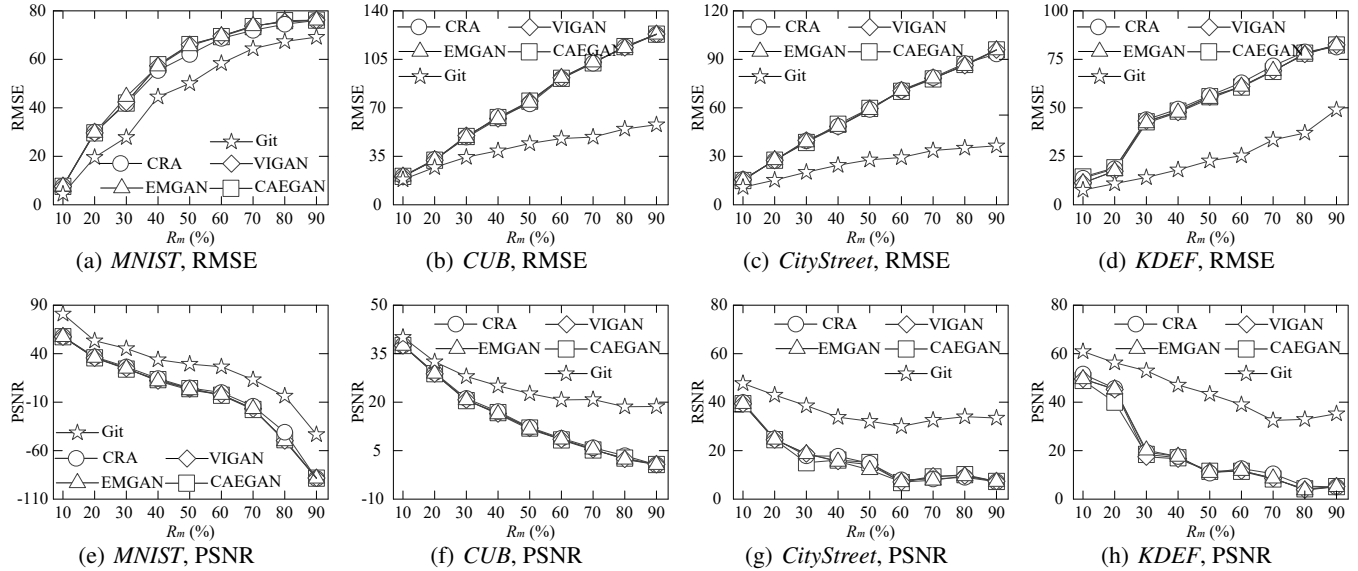 80
60
40
20
0
RMSE
Git
CRA
VIGAN
EMGAN
CAEGAN
10 20 30 40 50 60 70 80 90
Rm (%)
(a) MNIST, RMSE
140
105
70
35
0
RMSE
CRA
VIGAN
EMGAN
CAEGAN
Git
10 20 30 40 50 60 70 80 90
Rm (%)
(b) CUB, RMSE
120
90
60
30
0
RMSE
CRA
VIGAN
EMGAN
CAEGAN
Git
10 20 30 40 50 60 70 80 90
Rm (%)
(c) CityStreet, RMSE
100
75
50
25
0
RMSE
CRA
VIGAN
EMGAN
CAEGAN
Git
10 20 30 40 50 60 70 80 90
Rm (%)
(d) KDEF, RMSE
90
40
-10
-60
-110
PSNR
Git
CRA
VIGAN
EMGAN
CAEGAN
10 20 30 40 50 60 70 80 90
Rm (%)
(e) MNIST, PSNR
50
35
20
5
-10
PSNR
CRA
VIGAN
EMGAN
CAEGAN
Git
10 20 30 40 50 60 70 80 90
Rm (%)
(f) CUB, PSNR
80
60
40
20
0
RSNR
CRA
VIGAN
EMGAN
CAEGAN
Git
10 20 30 40 50 60 70 80 90
Rm (%)
(g) CityStreet, PSNR
80
60
40
20
0
PSNR
CRA
VIGAN
EMGAN
CAEGAN
Git
10 20 30 40 50 60 70 80 90
Rm (%)
(h) KDEF, PSNR